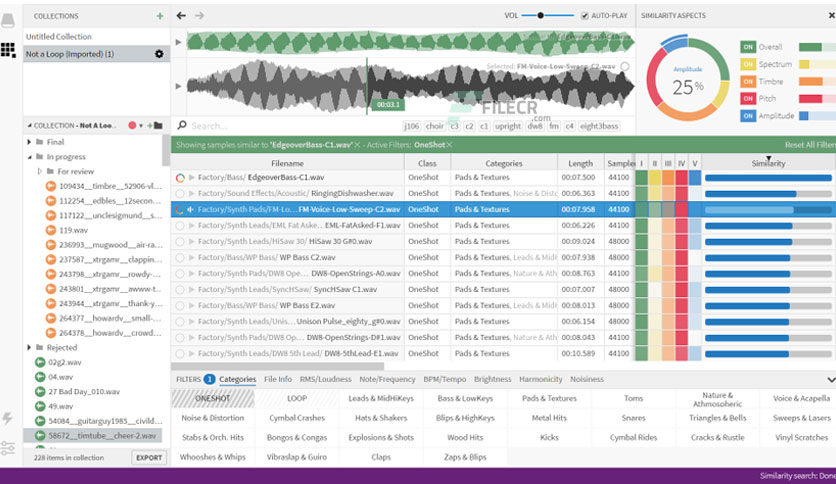 COLLECTIONS +
Untitled Collection
Not a Loop (Imported) (1)
COLLECTION - Not A Loo...
Final
In progress
For review
109434__timtre__52906-vl...
112254__edbles__12secon...
117122__unclesigmund__s...
119.wav
236993__mugwood__air-ra...
237587__xtrgamr__clappin...
243798__xtrgamr__rowdy-...
243801__xtrgamr__awww-t...
243944__xtrgamr__thank-y...
264377__howardv__small-...
264378__howardv__crowd...
Rejected
02g2.wav
04.wav
27 Bad Day_010.wav
49.wav
54084__guitarguy1985__civild...
58672__timtube__cheer-2.wav
228 items in collection EXPORT
VOL AUTO-PLAY
Selected: FM-Voice-Low-Sweep-C2.wav
00:03.1
FILECR
.com
Search...
j106 choir c3 c2 c1 upright dw8 fm c4 eight3bass
Showing samples similar to 'EdgeoverBass-C1.wav' × - Active Filters: OneShot × Reset All Filters
Filename Class Categories Length Sample I II III IV V Similarity
Factory/Bass/ EdgeoverBass-C1.wav OneShot Pads & Textures 00:07.500 44100
Factory/Sound Effects/Acoustic/ RingingDishwasher.wav OneShot Pads & Textures, Noise & Disto 00:06.363 44100
Factory/Synth Pads/FM-Lo... FM-Voice-Low-Sweep-C2.wav OneShot Pads & Textures 00:07.958 44100
Factory/Synth Leads/EML Fat Aske... EML-FatAsked-F1.wav OneShot Pads & Textures 00:06.226 44100
Factory/Synth Leads/HiSaw 30/ HiSaw 30 G#0.wav OneShot Pads & Textures 00:09.024 48000
Factory/Bass/WP Bass/ WP Bass C2.wav OneShot Pads & Textures, Leads & Midl 00:07.938 48000
Factory/Synth Pads/DW8 Ope... DW8-OpenStrings-A0.wav OneShot Pads & Textures, Nature & Ath 00:08.763 44100
Factory/Synth Leads/SyncHSaw/ SyncHSaw C1.wav OneShot Pads & Textures 00:07.007 48000
Factory/Bass/WP Bass/ WP Bass E2.wav OneShot Pads & Textures 00:08.013 48000
Factory/Synth Leads/Unis... Unison Pulse_eighty_g#0.wav OneShot Pads & Textures 00:06.154 48000
Factory/Synth Pads/DW8 Op... DW8-OpenStrings-D#1.wav OneShot Pads & Textures, Nature & Ath 00:08.043 44100
Factory/Synth Leads/DW8 5th Lead/ DW8-5thLead-E1.wav OneShot Pads & Textures 00:10.589 44100
FILTERS 1 Categories File Info RMS/Loudness Note/Frequency BPM/Tempo Brightness Harmonicity Noisiness
ONESHOT LOOP Leads & MidHiKeys Bass & LowKeys Pads & Textures Toms Nature & Athmospheric Voice & Acapella
Noise & Distortion Cymbal Crashes Hats & Shakers Blips & HighKeys Metal Hits Snares Triangles & Bells Sweeps & Lasers
Stabs & Orch. Hits Bongos & Congas Explosions & Shots Wood Hits Kicks Cymbal Rides Cracks & Rustle Vinyl Scratches
Whooshes & Whips Vibraslap & Guiro Claps Zaps & Blips
SIMILARITY ASPECTS
Amplitude
25%
ON Overall
ON Spectrum
ON Timbre
ON Pitch
ON Amplitude
Similarity search: Done